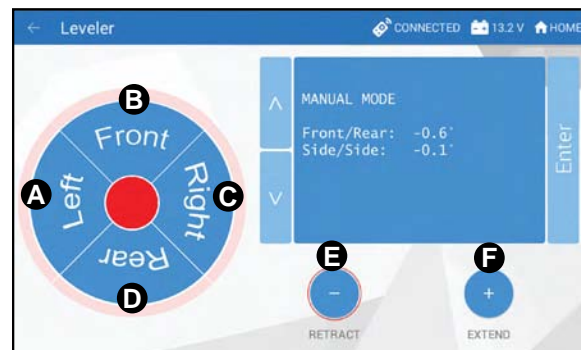 ← Leveler CONNECTED 13.2 V HOME
B
Front
A
Left
Right
C
Rear
D
MANUAL MODE
Front/Rear: -0.6°
Side/Side: -0.1°
Enter
E
−
RETRACT
F
+
EXTEND